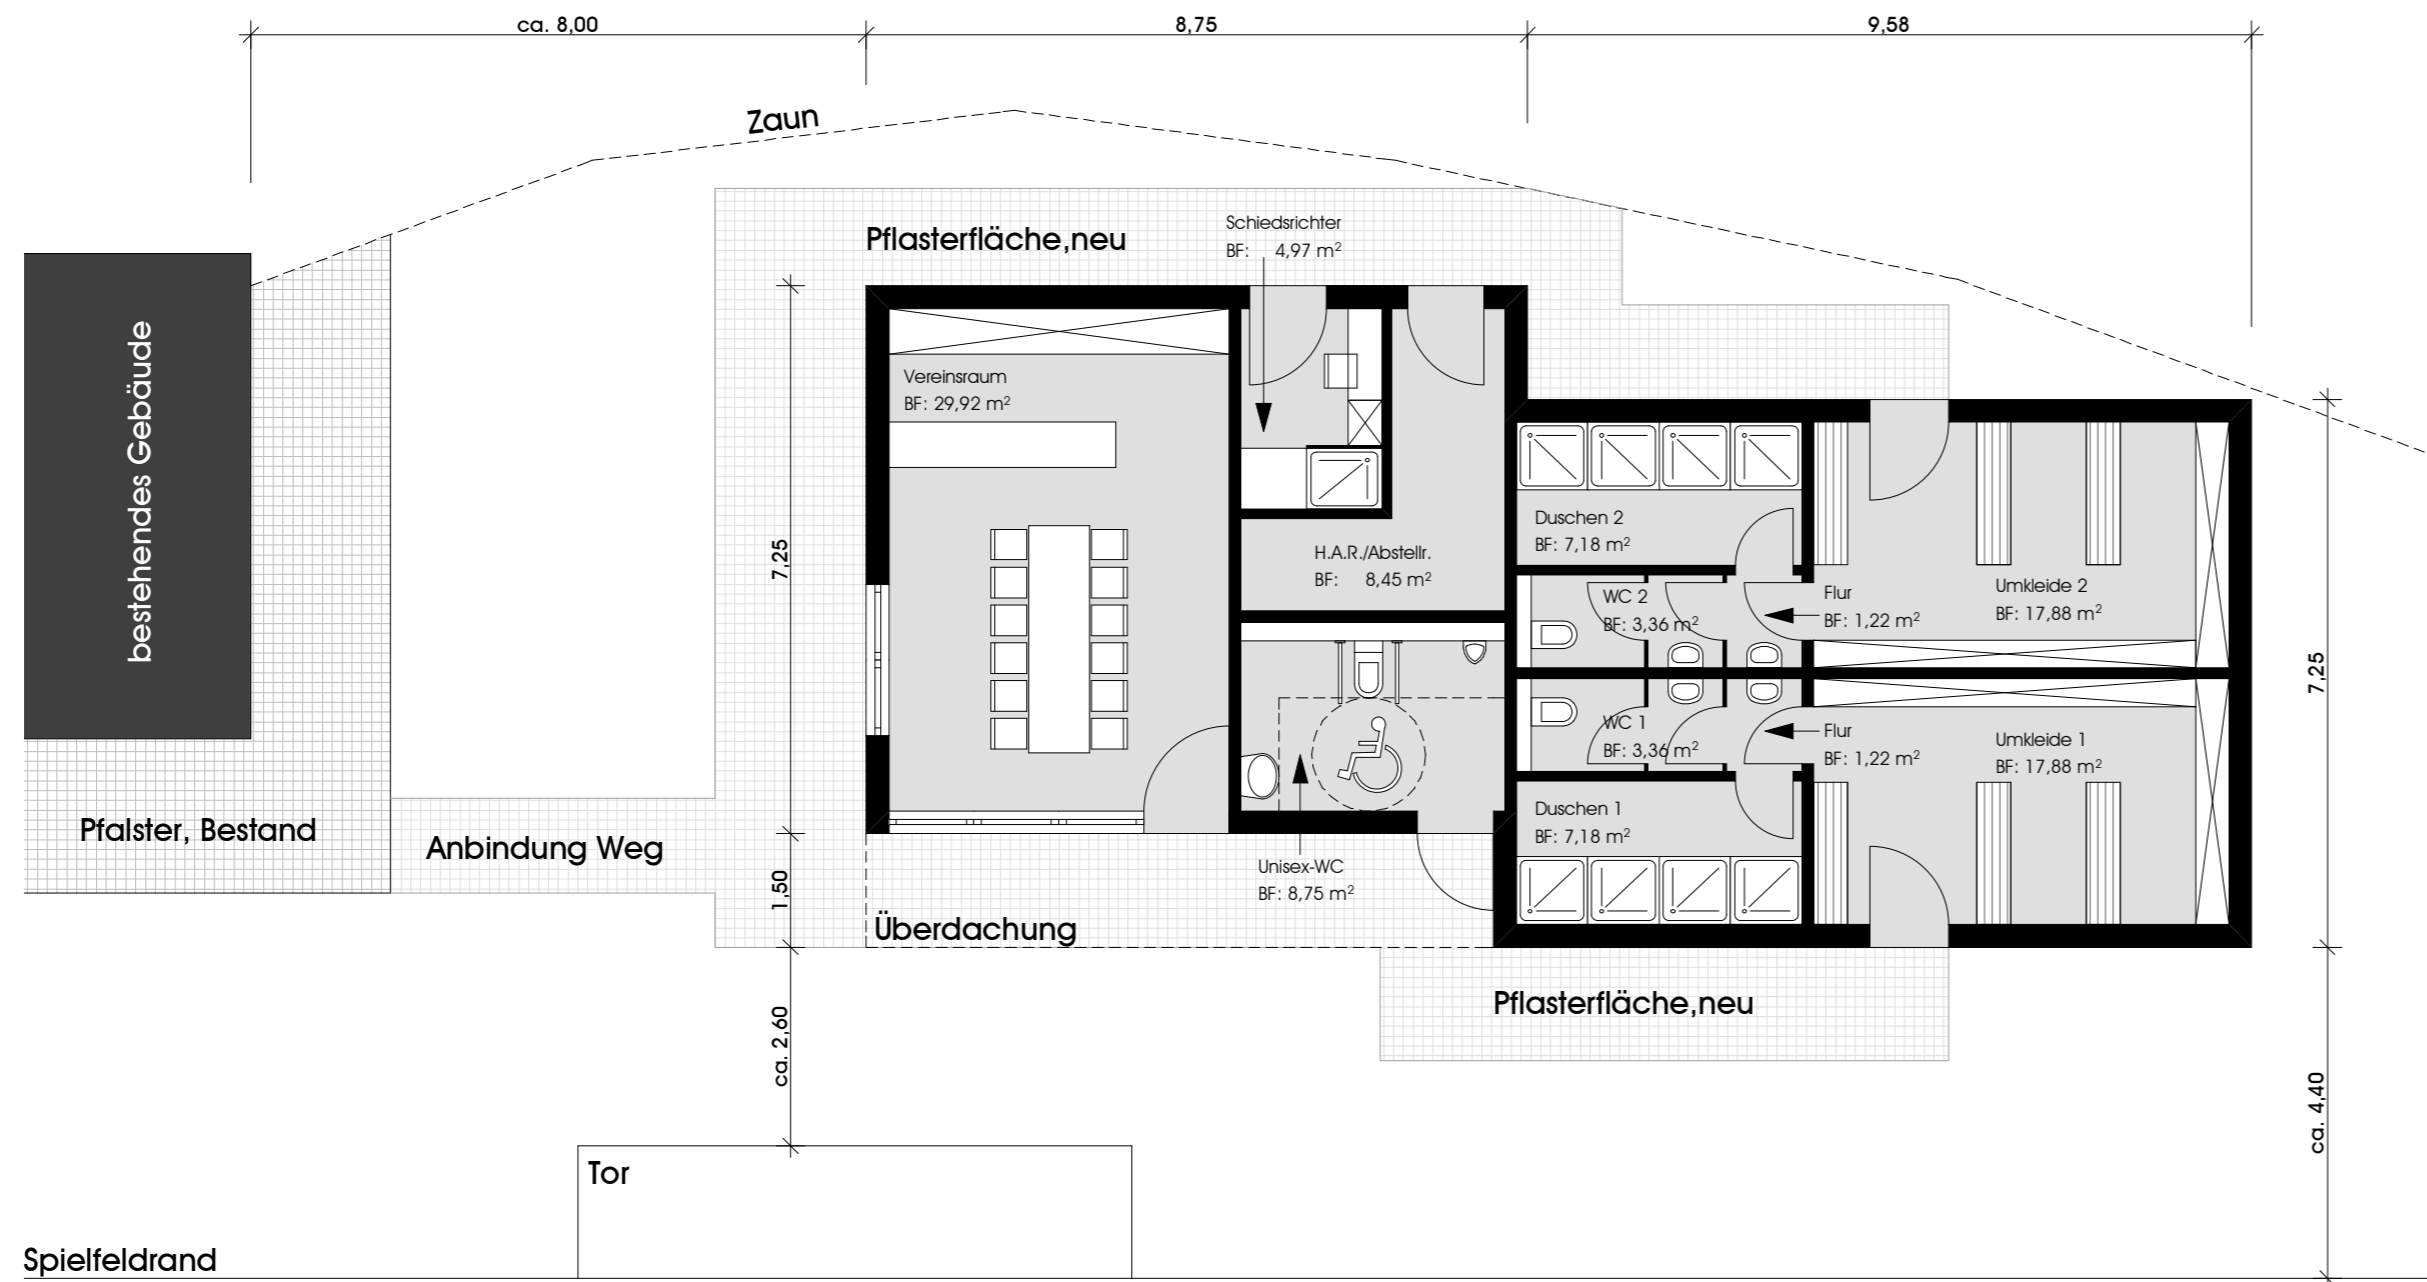 ca. 8,00
8,75
9,58
Zaun
Pflasterfläche,neu
Schiedsrichter
BF: 4,97 m²
bestehendes Gebäude
Vereinsraum
BF: 29,92 m²
7,25
H.A.R./Abstellr.
BF: 8,45 m²
Duschen 2
BF: 7,18 m²
WC 2
BF: 3,36 m²
Flur
BF: 1,22 m²
Umkleide 2
BF: 17,88 m²
7,25
WC 1
BF: 3,36 m²
Flur
BF: 1,22 m²
Umkleide 1
BF: 17,88 m²
Duschen 1
BF: 7,18 m²
Pfalster, Bestand
Anbindung Weg
1,50
Unisex-WC
BF: 8,75 m²
Überdachung
Pflasterfläche,neu
ca. 2,60
ca. 4,40
Tor
Spielfeldrand